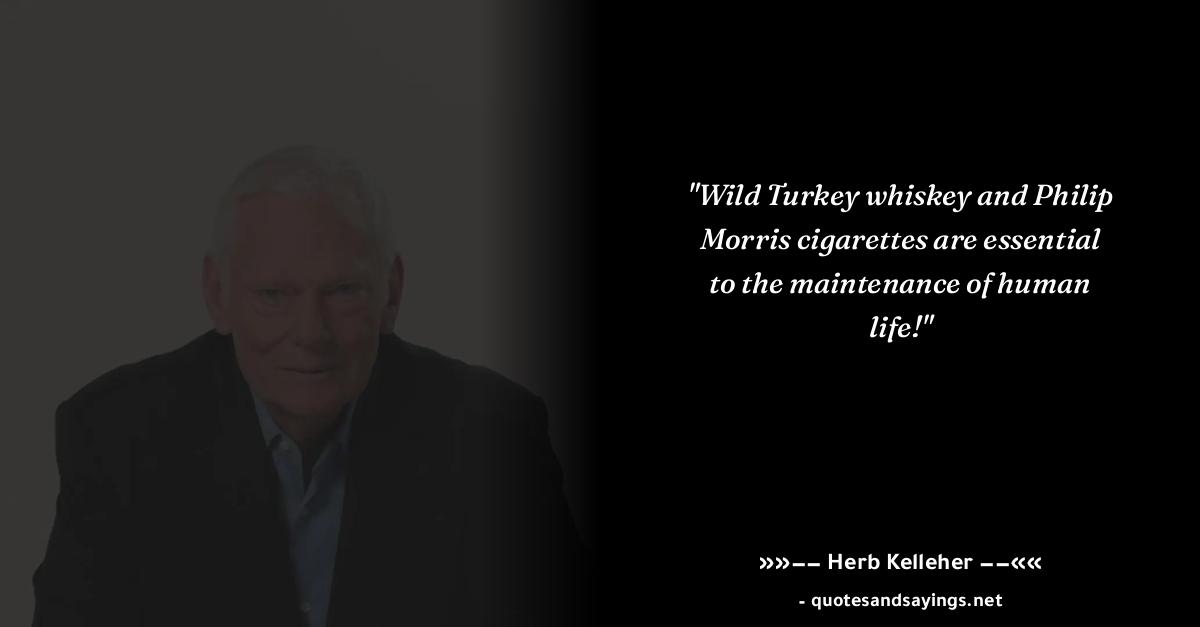 "Wild Turkey whiskey and Philip
Morris cigarettes are essential
to the maintenance of human
life!"
»»–– Herb Kelleher ––««
- quotesandsayings.net